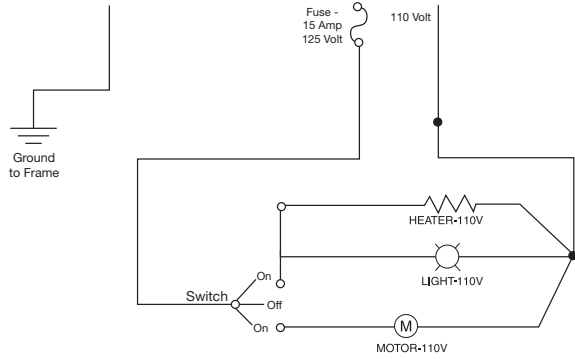 Fuse -
15 Amp
125 Volt
110 Volt
Ground
to Frame
HEATER-110V
LIGHT-110V
On
Switch
Off
On
M
MOTOR-110V